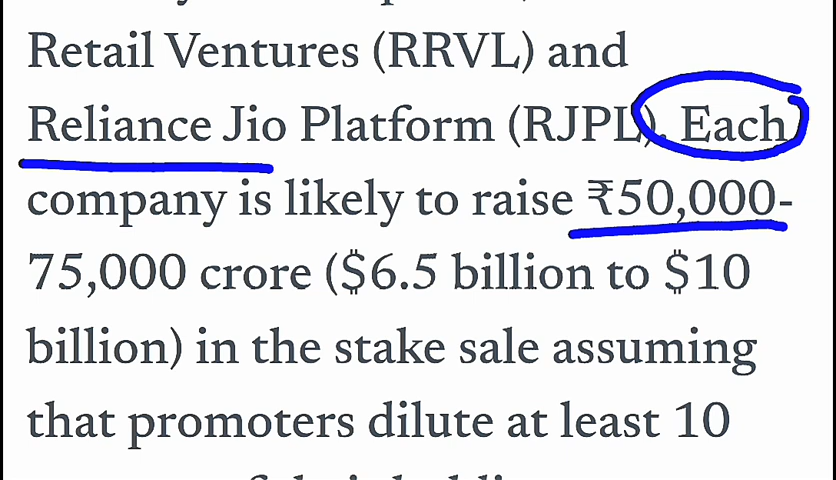 Retail Ventures (RRVL) and
Reliance Jio Platform (RJPL). Each
company is likely to raise ₹50,000-
75,000 crore ($6.5 billion to $10
billion) in the stake sale assuming
that promoters dilute at least 10